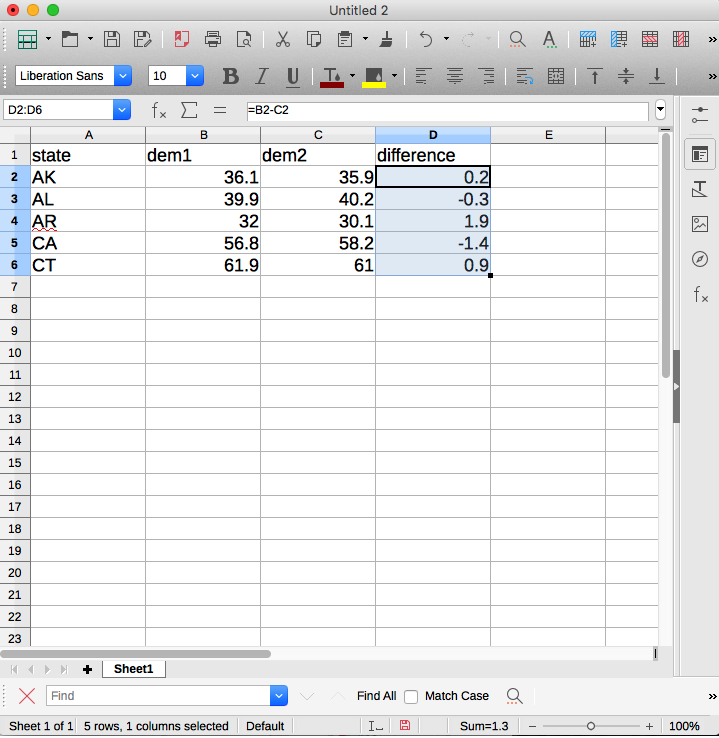 Untitled 2
Liberation Sans 10 B I U
D2:D6 fx Σ = =B2-C2
A B C D E
1 state dem1 dem2 difference
2 AK 36.1 35.9 0.2
3 AL 39.9 40.2 -0.3
4 AR 32 30.1 1.9
5 CA 56.8 58.2 -1.4
6 CT 61.9 61 0.9
7
8
9
10
11
12
13
14
15
16
17
18
19
20
21
22
23
Sheet1
Find Find All Match Case
Sheet 1 of 1 5 rows, 1 columns selected Default Sum=1.3 100%